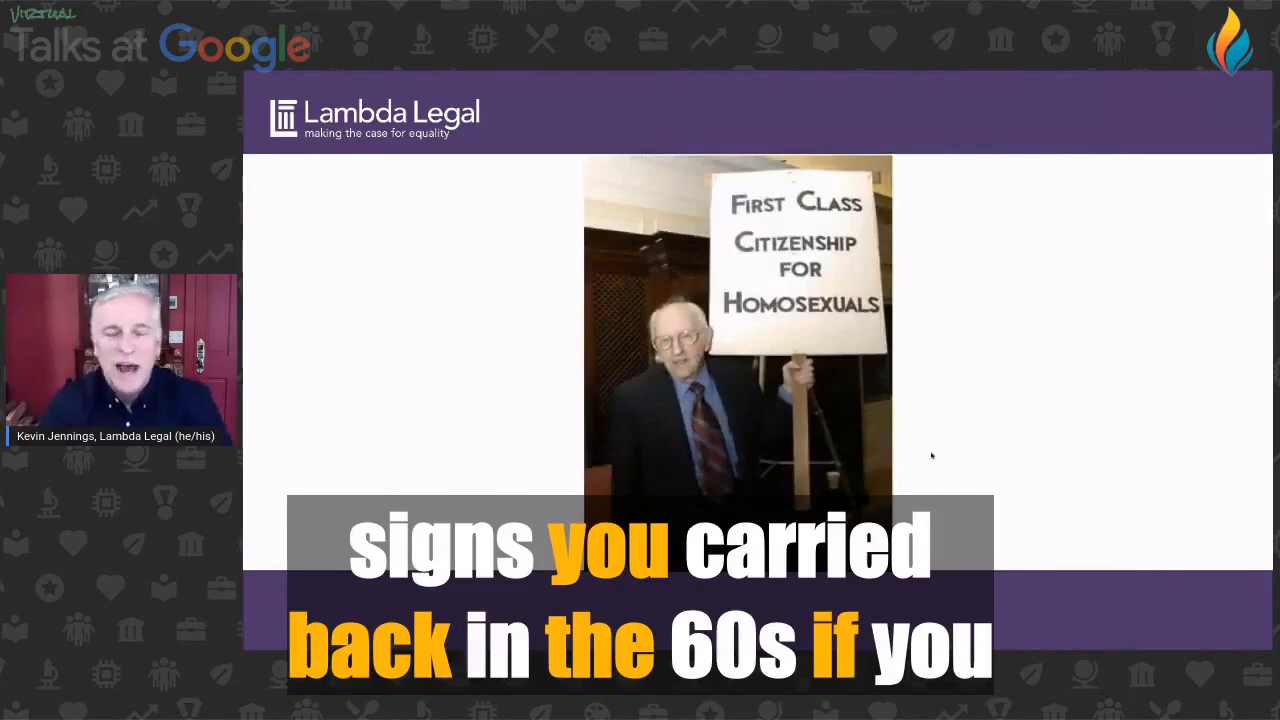 VIRTUAL
Talks at Google
Lambda Legal
making the case for equality
FIRST CLASS
CITIZENSHIP
FOR
HOMOSEXUALS
Kevin Jennings, Lambda Legal (he/his)
signs you carried
back in the 60s if you